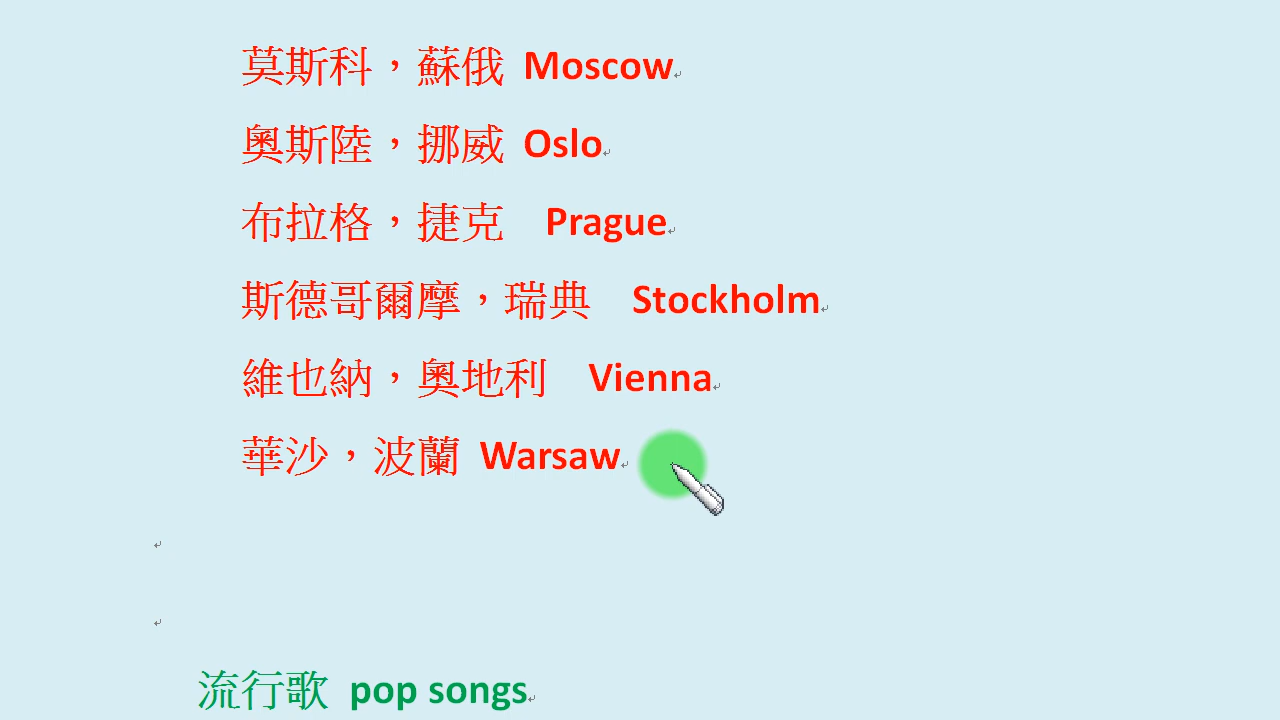 莫斯科，蘇俄 Moscow
奧斯陸，挪威 Oslo
布拉格，捷克 Prague
斯德哥爾摩，瑞典 Stockholm
維也納，奧地利 Vienna
華沙，波蘭 Warsaw
流行歌 pop songs